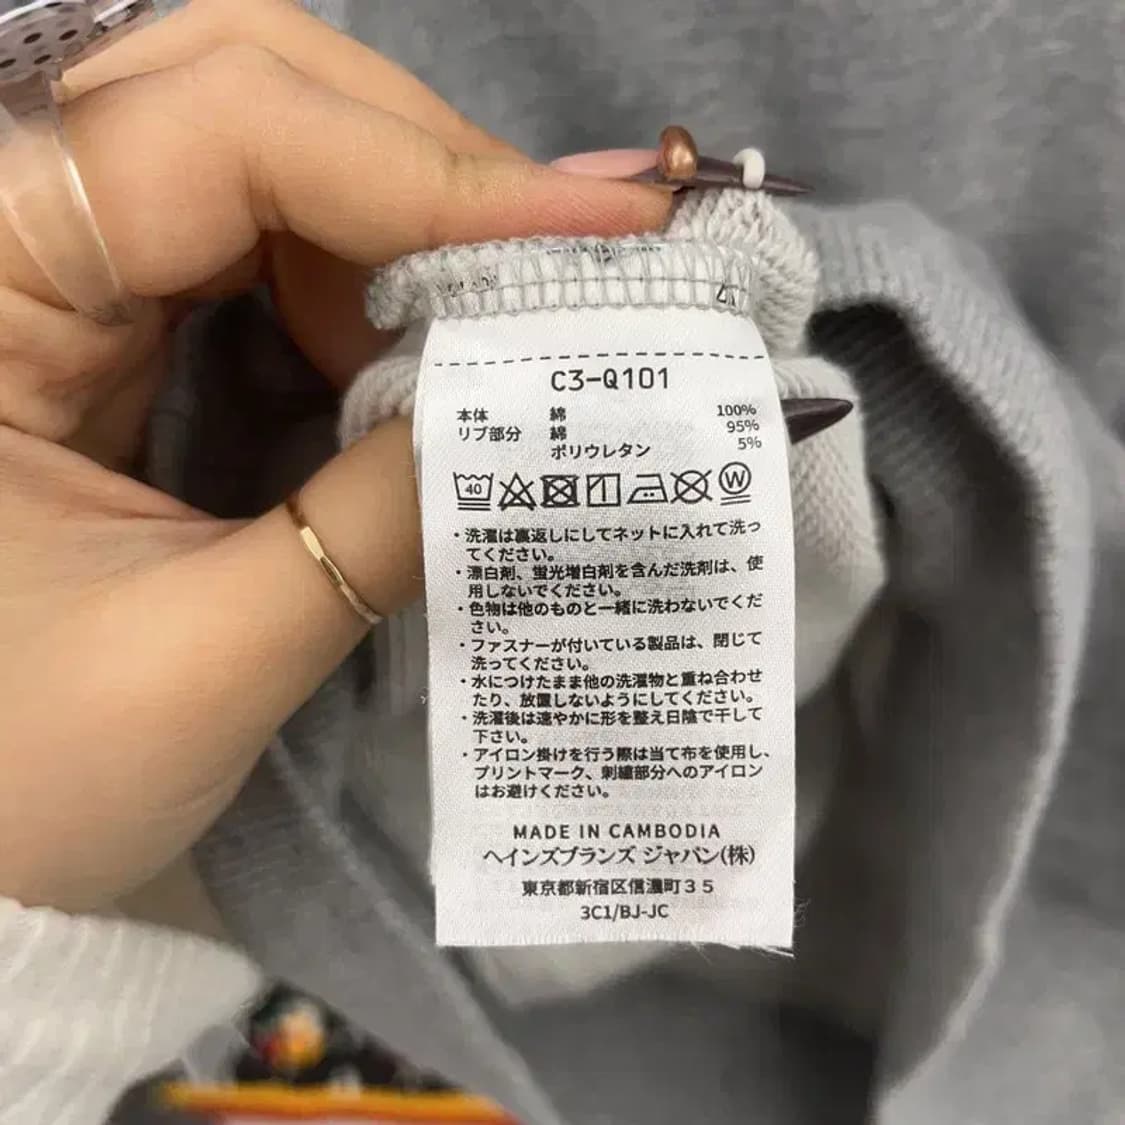 C3-Q101
本体 綿 100%
リブ部分 綿 95%
ポリウレタン 5%
40 W
・洗濯は裏返しにしてネットに入れて洗っ
てください。
・漂白剤、蛍光増白剤を含んだ洗剤は、使
用しないでください。
・色物は他のものと一緒に洗わないでくだ
さい。
・ファスナーが付いている製品は、閉じて
洗ってください。
・水につけたまま他の洗濯物と重ね合わせ
たり、放置しないようにしてください。
・洗濯後は速やかに形を整え日陰で干して
下さい。
・アイロン掛けを行う際は当て布を使用し、
プリントマーク、刺繍部分へのアイロン
はお避けください。
MADE IN CAMBODIA
ヘインズブランズ ジャパン(株)
東京都新宿区信濃町35
3C1/BJ-JC